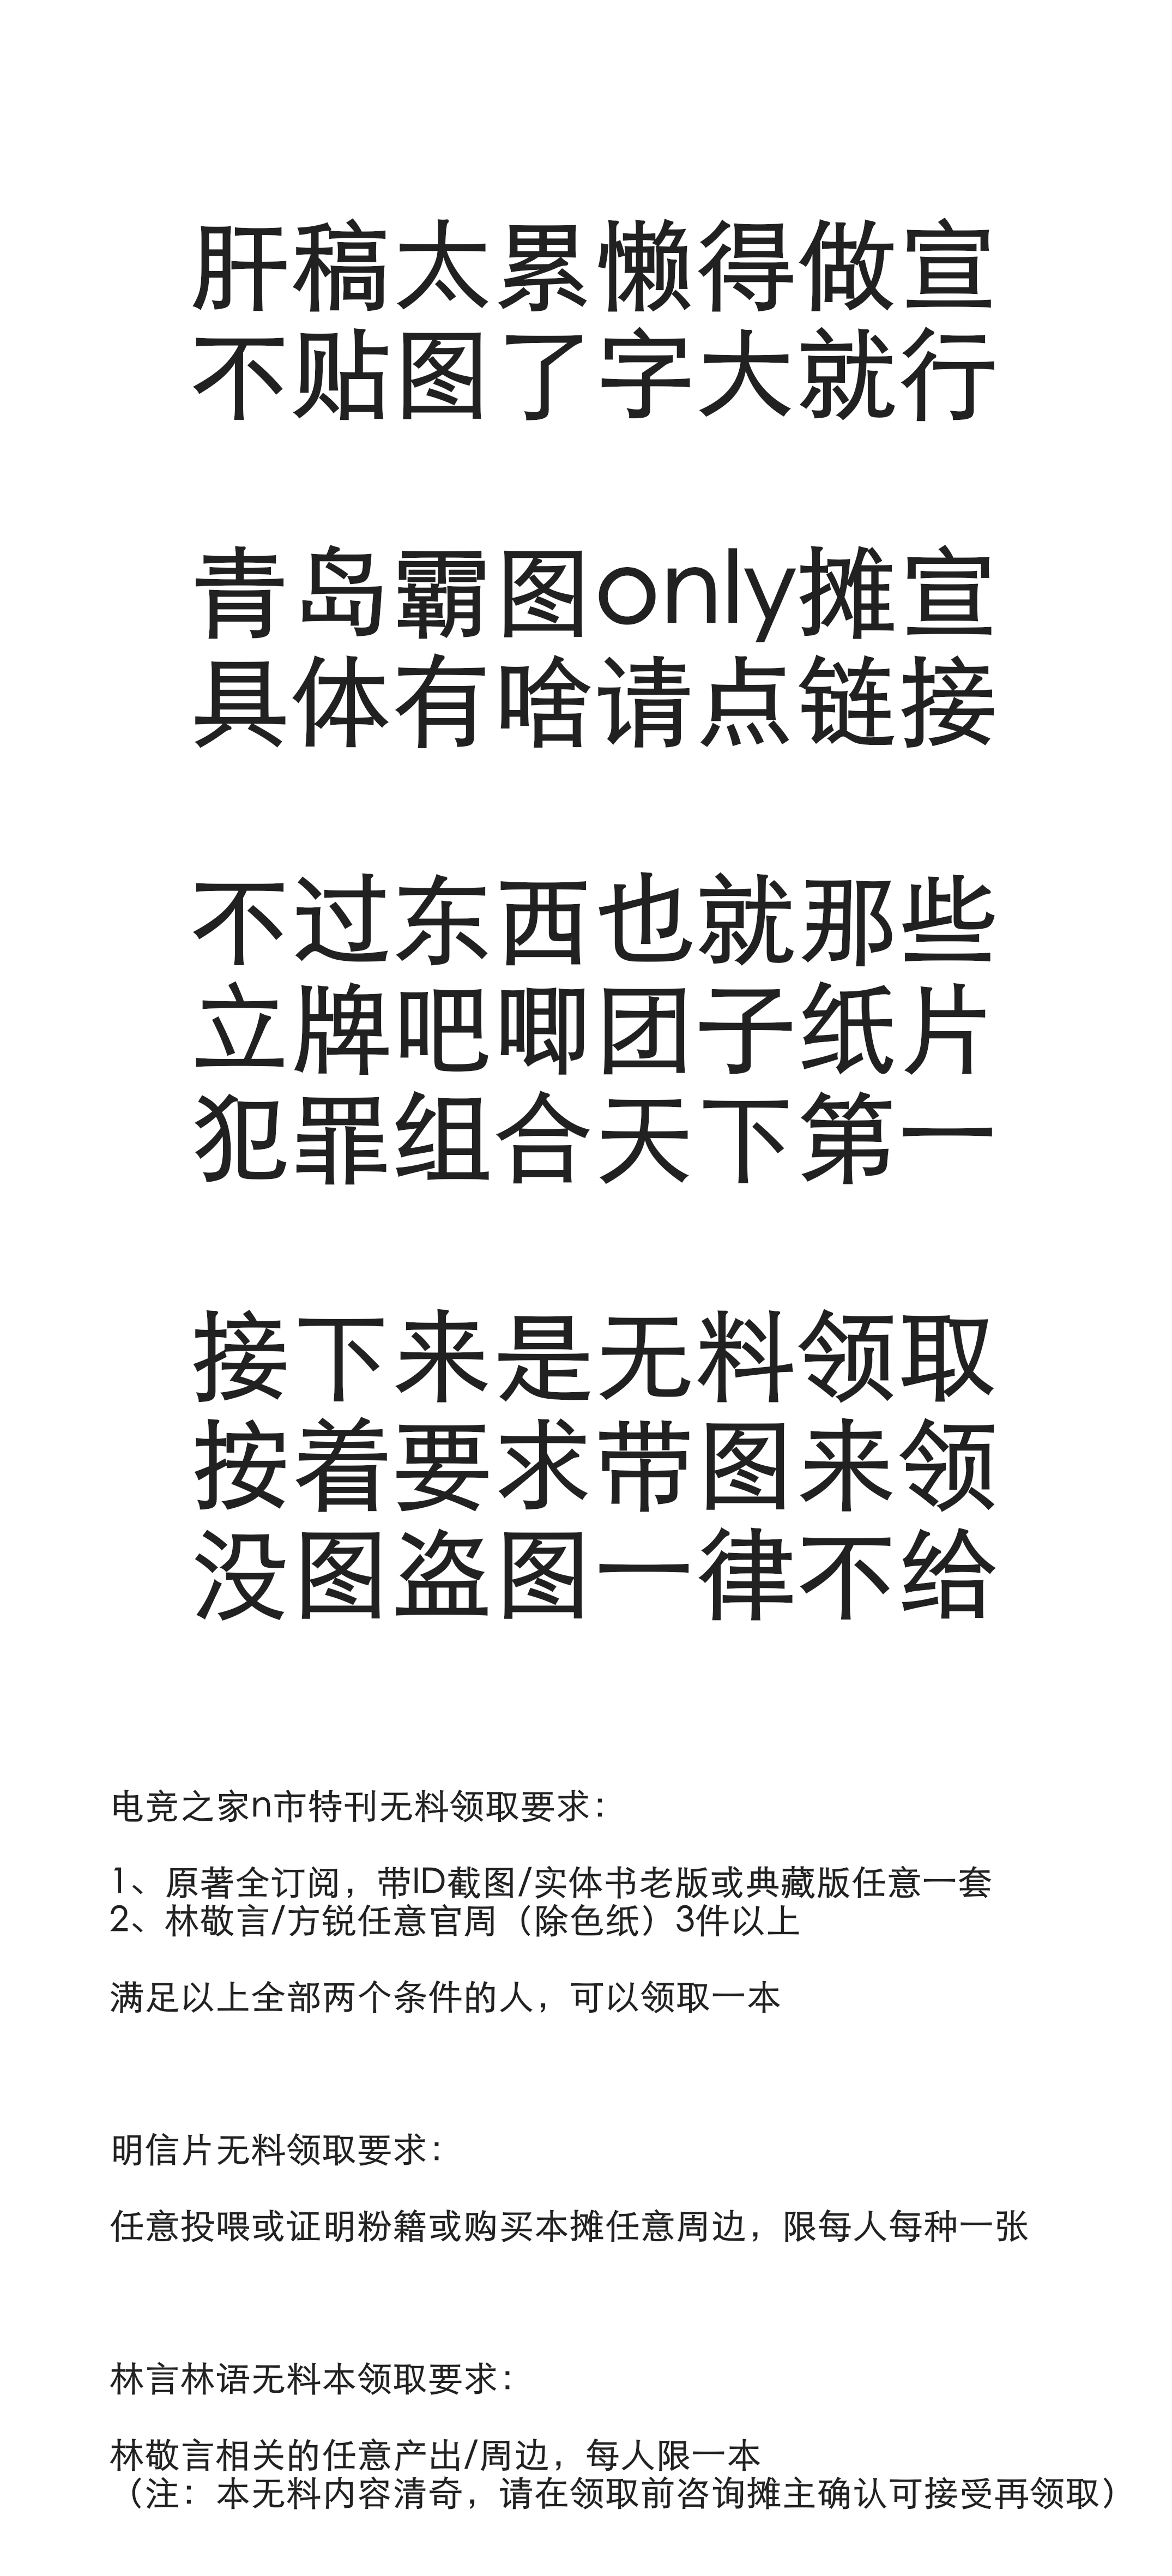 肝稿太累懒得做宣
不贴图了字大就行
青岛霸图only摊宣
具体有啥请点链接
不过东西也就那些
立牌吧唧团子纸片
犯罪组合天下第一
接下来是无料领取
按着要求带图来领
没图盗图一律不给
电竞之家n市特刊无料领取要求：
1、原著全订阅，带ID截图/实体书老版或典藏版任意一套
2、林敬言/方锐任意官周（除色纸）3件以上
满足以上全部两个条件的人，可以领取一本
明信片无料领取要求：
任意投喂或证明粉籍或购买本摊任意周边，限每人每种一张
林言林语无料本领取要求：
林敬言相关的任意产出/周边，每人限一本
（注：本无料内容清奇，请在领取前咨询摊主确认可接受再领取）